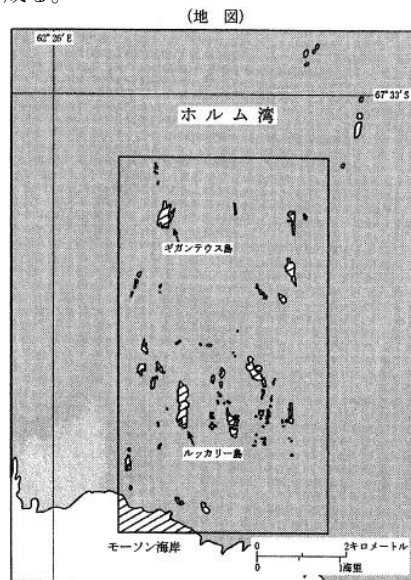 成る。
(地 図)
62°26′E
67°33′S
ホルム湾
ギガンテウス島
ルッカリー島
モーソン海岸
0 2キロメートル
0 1海里